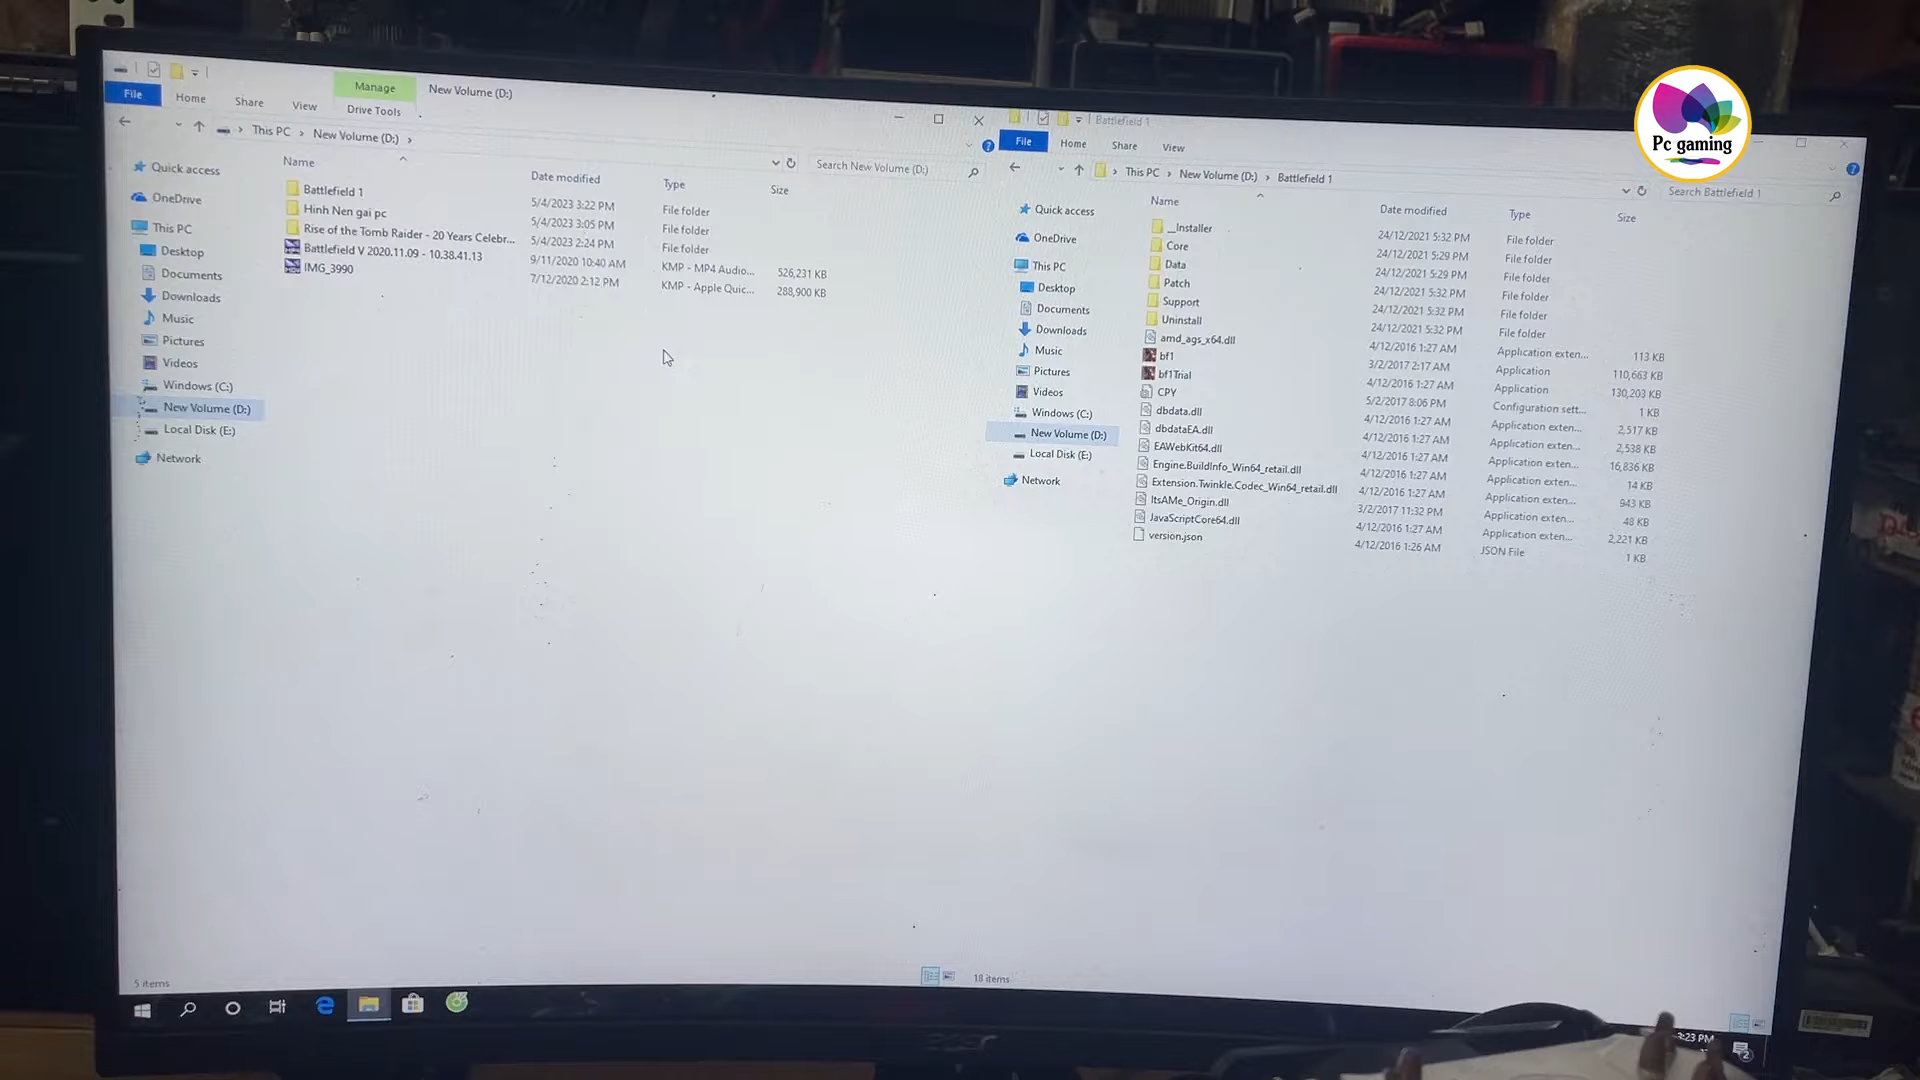 Manage
New Volume (D:)
File
Home
Share
View
Drive Tools
This PC > New Volume (D:) >
Search New Volume (D:)
Quick access
OneDrive
This PC
Desktop
Documents
Downloads
Music
Pictures
Videos
Windows (C:)
New Volume (D:)
Local Disk (E:)
Network
Name
Date modified
Type
Size
Battlefield 1 5/4/2023 3:22 PM File folder
Hinh Nen gai pc 5/4/2023 3:05 PM File folder
Rise of the Tomb Raider - 20 Years Celebr... 5/4/2023 2:24 PM File folder
Battlefield V 2020.11.09 - 10.38.41.13 9/11/2020 10:40 AM KMP - MP4 Audio... 526,231 KB
IMG_3990 7/12/2020 2:12 PM KMP - Apple Quic... 288,900 KB
5 items
Battlefield 1
File
Home
Share
View
This PC > New Volume (D:) > Battlefield 1
Search Battlefield 1
Quick access
OneDrive
This PC
Desktop
Documents
Downloads
Music
Pictures
Videos
Windows (C:)
New Volume (D:)
Local Disk (E:)
Network
Name
Date modified
Type
Size
__Installer 24/12/2021 5:32 PM File folder
Core 24/12/2021 5:29 PM File folder
Data 24/12/2021 5:29 PM File folder
Patch 24/12/2021 5:32 PM File folder
Support 24/12/2021 5:32 PM File folder
Uninstall 24/12/2021 5:32 PM File folder
amd_ags_x64.dll 4/12/2016 1:27 AM Application exten... 113 KB
bf1 3/2/2017 2:17 AM Application 110,663 KB
bf1Trial 4/12/2016 1:27 AM Application 130,203 KB
CPY 5/2/2017 8:06 PM Configuration sett... 1 KB
dbdata.dll 4/12/2016 1:27 AM Application exten... 2,517 KB
dbdataEA.dll 4/12/2016 1:27 AM Application exten... 2,538 KB
EAWebKit64.dll 4/12/2016 1:27 AM Application exten... 16,836 KB
Engine.BuildInfo_Win64_retail.dll 4/12/2016 1:27 AM Application exten... 14 KB
Extension.Twinkle.Codec_Win64_retail.dll 4/12/2016 1:27 AM Application exten... 943 KB
ItsAMe_Origin.dll 3/2/2017 11:32 PM Application exten... 48 KB
JavaScriptCore64.dll 4/12/2016 1:27 AM Application exten... 2,221 KB
version.json 4/12/2016 1:26 AM JSON File 1 KB
18 items
3:23 PM
2
acer
Pc gaming